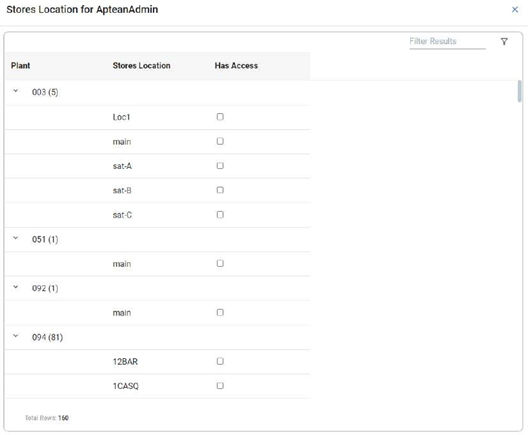 Stores Location for ApteanAdmin
Filter Results
Plant Stores Location Has Access
003 (5)
Loc1
main
sat-A
sat-B
sat-C
051 (1)
main
092 (1)
main
094 (81)
12BAR
1CASQ
Total Rows: 160